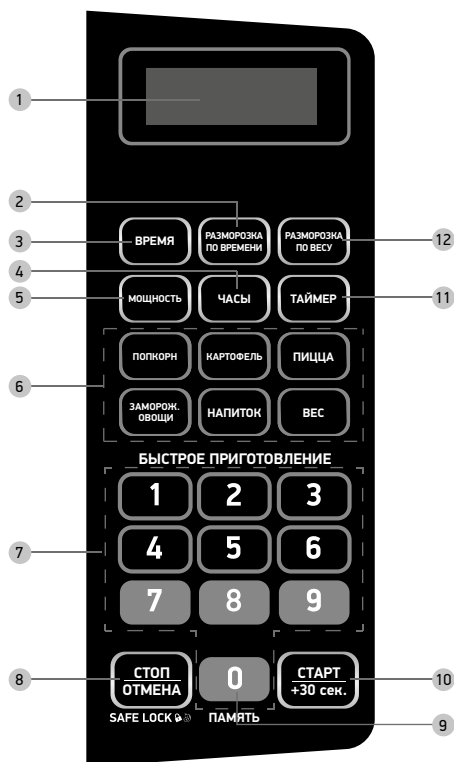 1
2
3
ВРЕМЯ
РАЗМОРОЗКА
ПО ВРЕМЕНИ
РАЗМОРОЗКА
ПО ВЕСУ
12
4
5
МОЩНОСТЬ
ЧАСЫ
ТАЙМЕР
11
6
ПОПКОРН
КАРТОФЕЛЬ
ПИЦЦА
ЗАМОРОЖ.
ОВОЩИ
НАПИТОК
ВЕС
БЫСТРОЕ ПРИГОТОВЛЕНИЕ
1
2
3
7
4
5
6
7
8
9
8
СТОП
ОТМЕНА
0
СТАРТ
+30 сек.
10
SAFE LOCK
ПАМЯТЬ
9